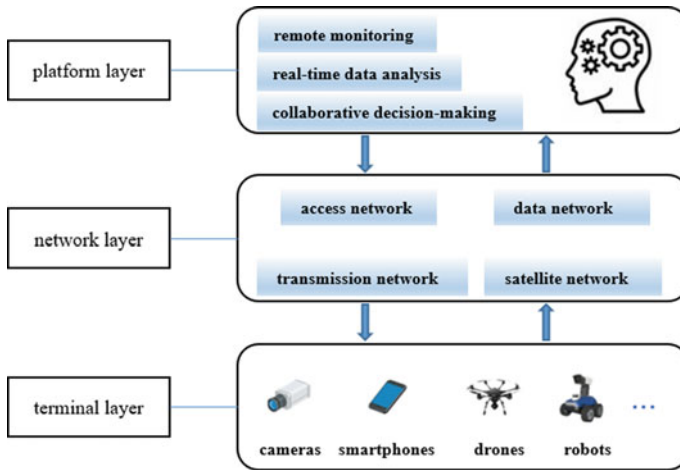 platform layer
remote monitoring
real-time data analysis
collaborative decision-making
network layer
access network
data network
transmission network
satellite network
terminal layer
cameras
smartphones
drones
robots
...